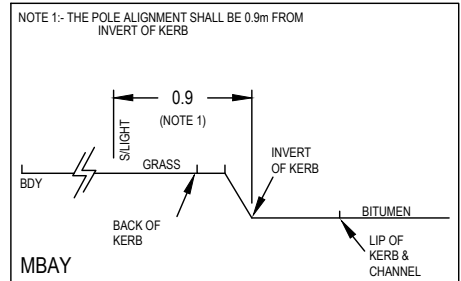 NOTE 1:- THE POLE ALIGNMENT SHALL BE 0.9m FROM
INVERT OF KERB
0.9
(NOTE 1)
S/LIGHT
GRASS
INVERT
OF KERB
BDY
BACK OF
KERB
BITUMEN
LIP OF
KERB &
CHANNEL
MBAY